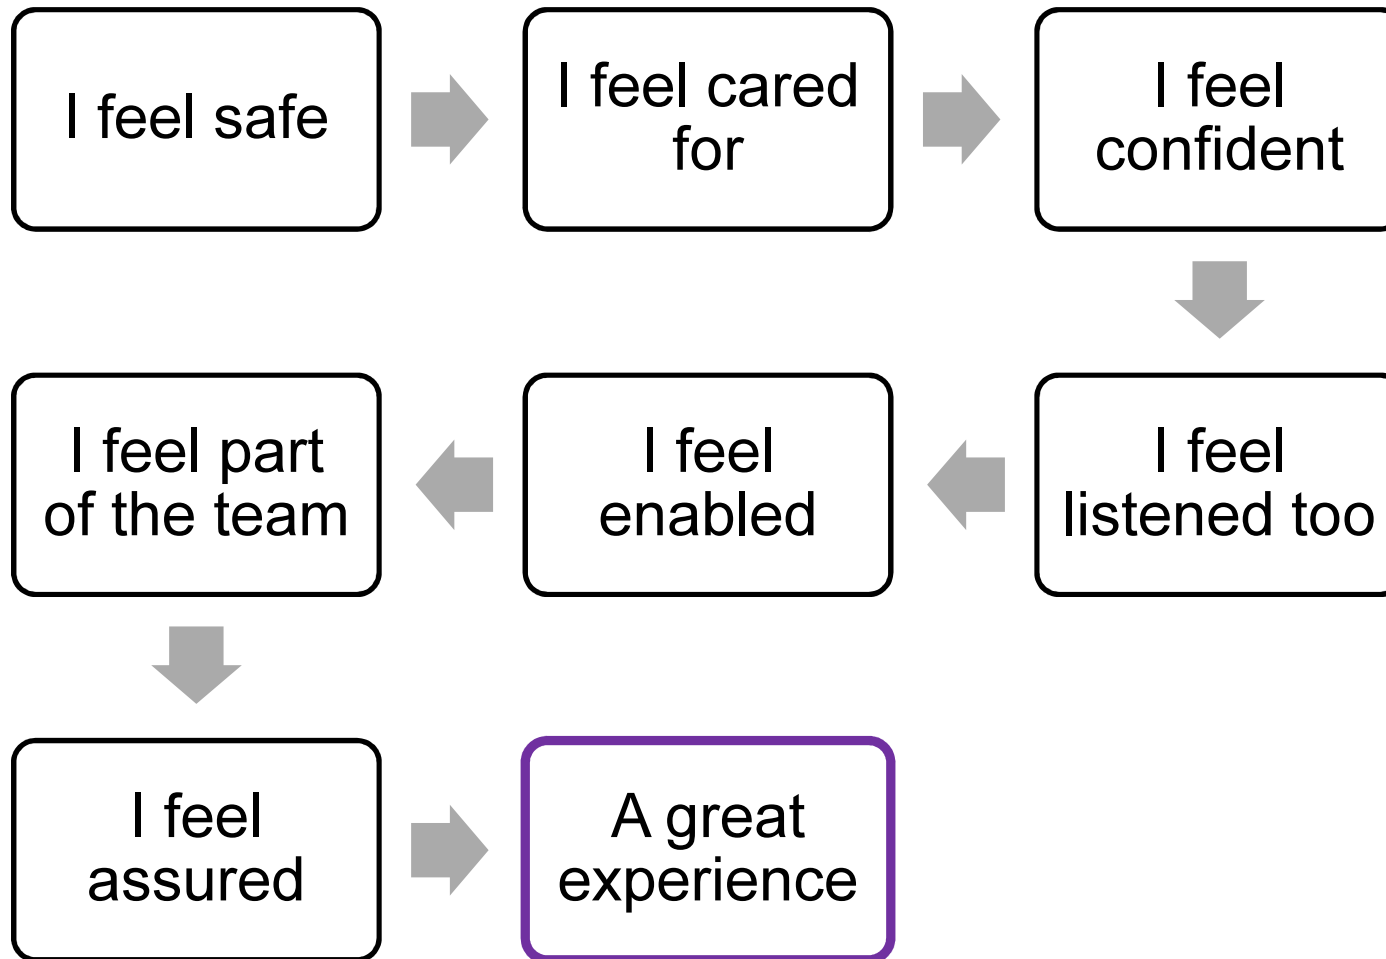 I feel safe
I feel cared
for
I feel
confident
I feel
listened too
I feel
enabled
I feel part
of the team
I feel
assured
A great
experience